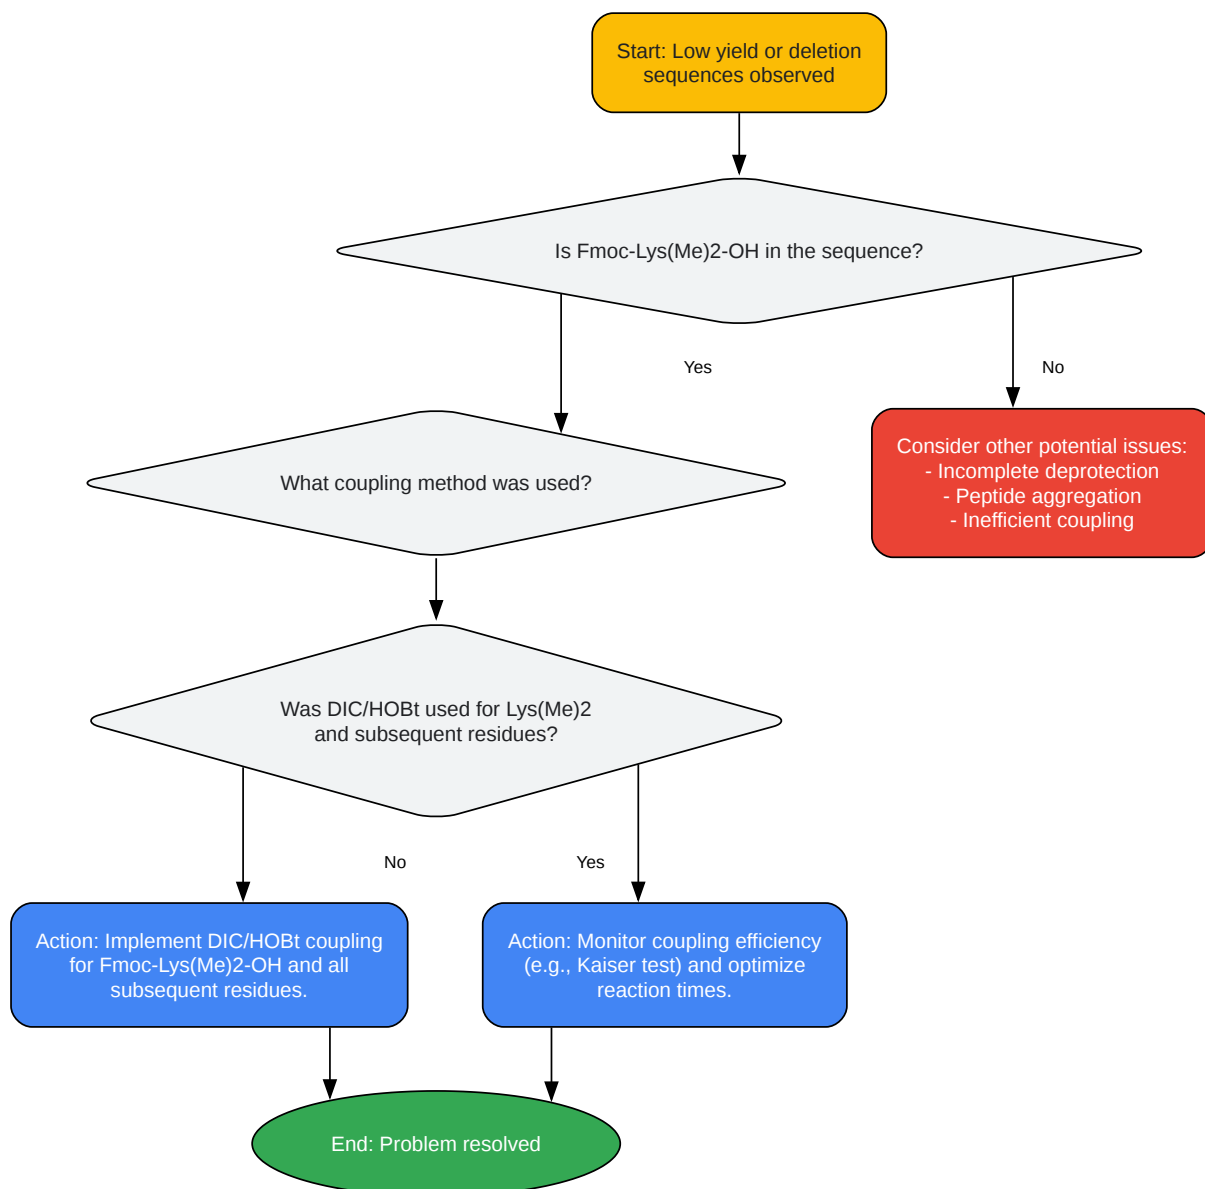 Start: Low yield or deletion
sequences observed
Is Fmoc-Lys(Me)2-OH in the sequence?
Yes
No
What coupling method was used?
Consider other potential issues:
- Incomplete deprotection
- Peptide aggregation
- Inefficient coupling
Was DIC/HOBt used for Lys(Me)2
and subsequent residues?
No
Yes
Action: Implement DIC/HOBt coupling
for Fmoc-Lys(Me)2-OH and all
subsequent residues.
Action: Monitor coupling efficiency
(e.g., Kaiser test) and optimize
reaction times.
End: Problem resolved